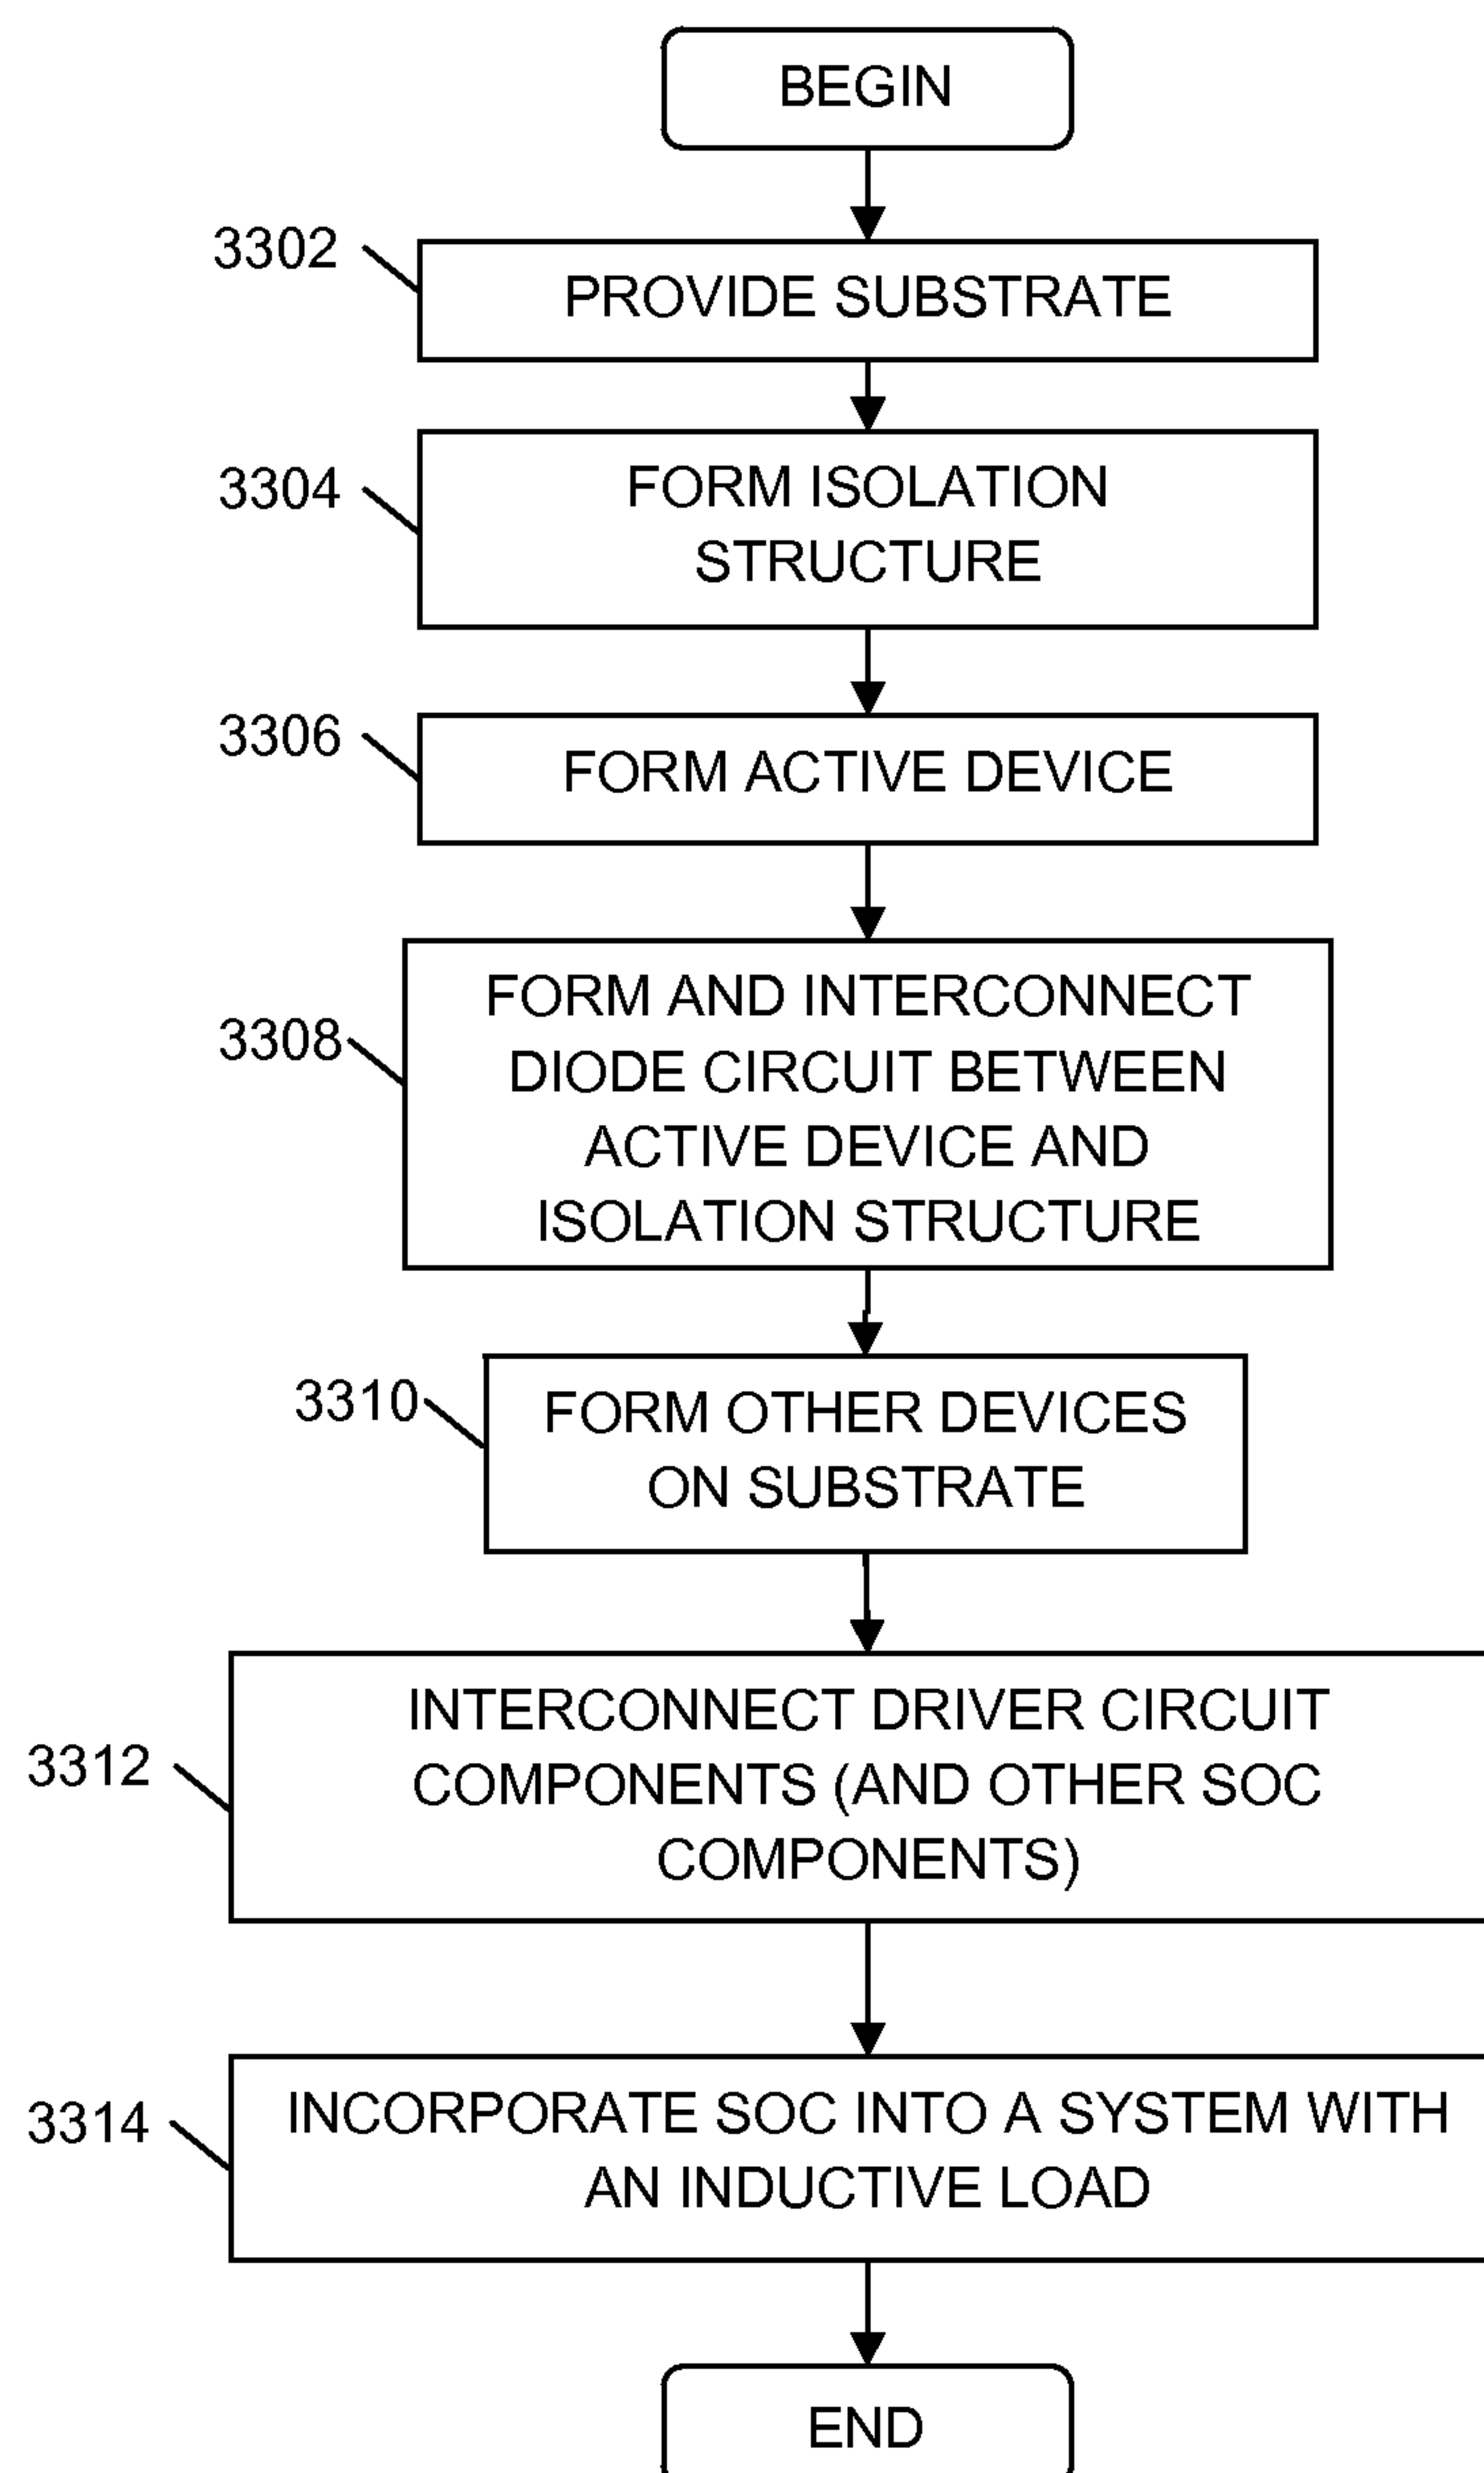 BEGIN
3302
PROVIDE SUBSTRATE
3304
FORM ISOLATION
STRUCTURE
3306
FORM ACTIVE DEVICE
3308
FORM AND INTERCONNECT
DIODE CIRCUIT BETWEEN
ACTIVE DEVICE AND
ISOLATION STRUCTURE
3310
FORM OTHER DEVICES
ON SUBSTRATE
3312
INTERCONNECT DRIVER CIRCUIT
COMPONENTS (AND OTHER SOC
COMPONENTS)
3314
INCORPORATE SOC INTO A SYSTEM WITH
AN INDUCTIVE LOAD
END